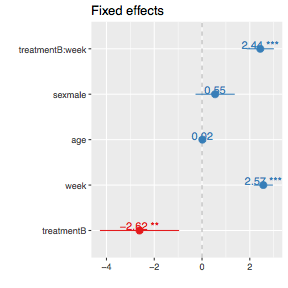 Fixed effects
treatmentB:week
2.44 ***
sexmale
0.55
age
0.02
week
2.57 ***
treatmentB
−2.62 **
−4
−2
0
2